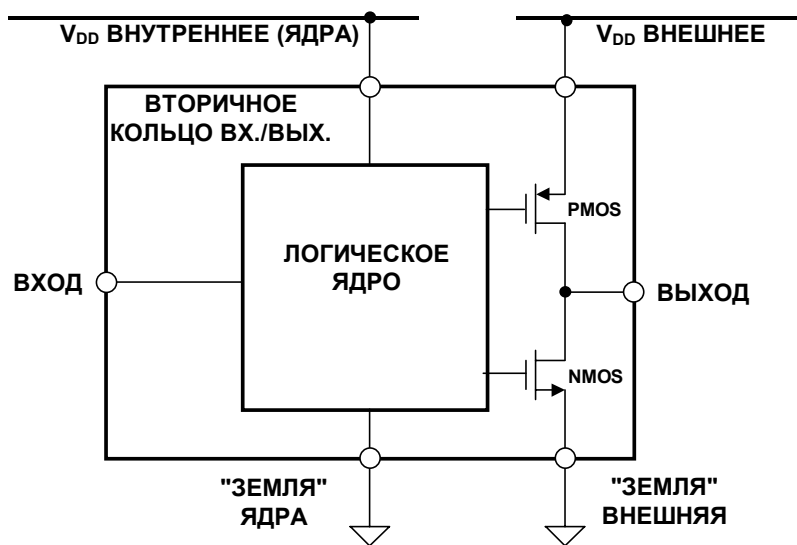 VDD ВНУТРЕННЕЕ (ЯДРА)
VDD ВНЕШНЕЕ
ВТОРИЧНОЕ
КОЛЬЦО ВХ./ВЫХ.
PMOS
ЛОГИЧЕСКОЕ
ЯДРО
ВХОД
ВЫХОД
NMOS
"ЗЕМЛЯ"
ЯДРА
"ЗЕМЛЯ"
ВНЕШНЯЯ